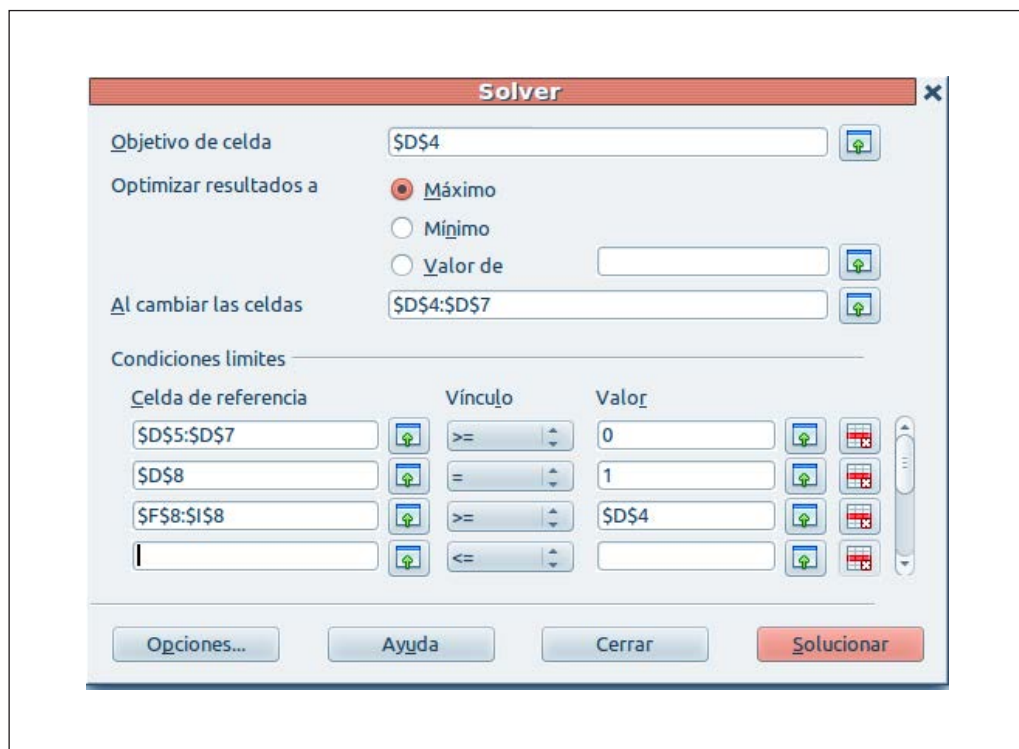 Solver
Objetivo de celda $D$4
Optimizar resultados a Máximo
Mínimo
Valor de
Al cambiar las celdas $D$4:$D$7
Condiciones limites
Celda de referencia Vínculo Valor
$D$5:$D$7 >= 0
$D$8 = 1
$F$8:$I$8 >= $D$4
<=
Opciones... Ayuda Cerrar Solucionar